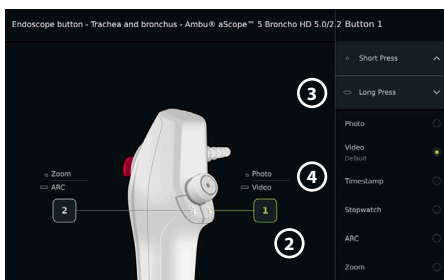 Endoscope button - Trachea and bronchus - Ambu® aScope™ 5 Broncho HD 5.0/2.2
Button 1
Short Press
3
Long Press
Photo
Video
Default
4
Timestamp
Stopwatch
ARC
Zoom
Zoom
ARC
2
Photo
Video
1
2